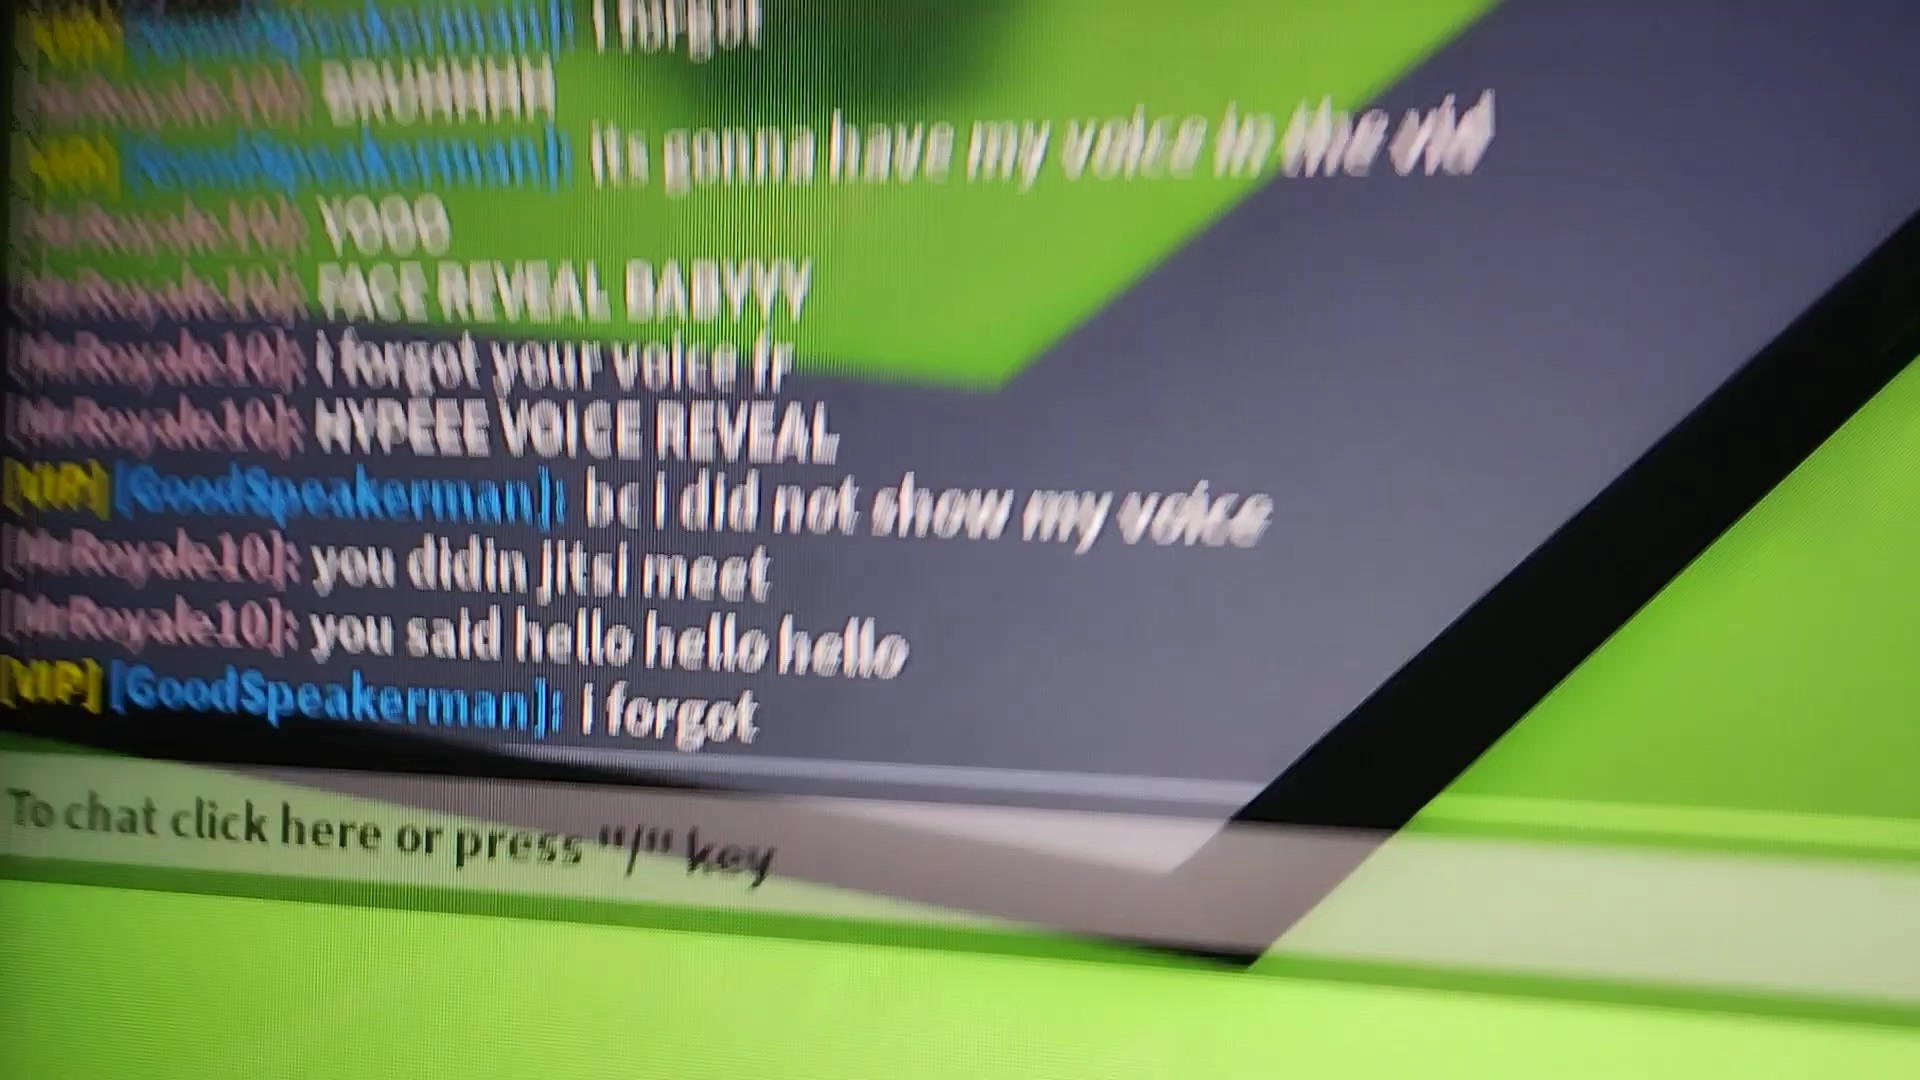 [VIP] [GoodSpeakerman]: i forgot
[MrRoyale10]: BRUHHHH
[VIP] [GoodSpeakerman]: its gonna have my voice in the vid
[MrRoyale10]: YOOO
[MrRoyale10]: FACE REVEAL BABYYY
[MrRoyale10]: i forgot your voice fr
[MrRoyale10]: HYPEEE VOICE REVEAL
[VIP] [GoodSpeakerman]: bc i did not show my voice
[MrRoyale10]: you didin jitsi meet
[MrRoyale10]: you said hello hello hello
[VIP] [GoodSpeakerman]: i forgot
To chat click here or press "/" key